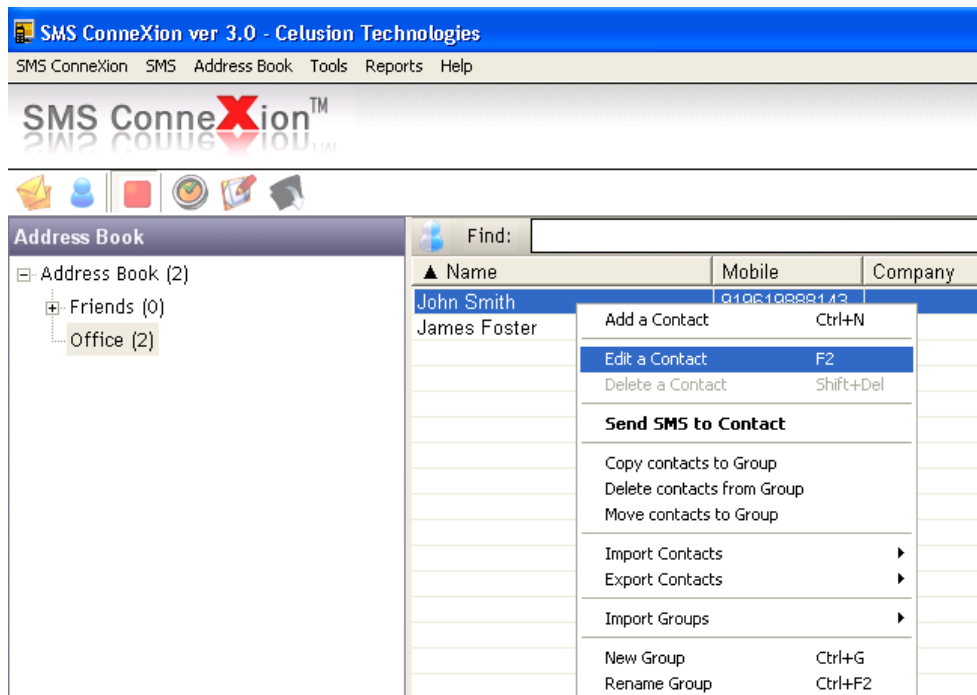 SMS ConneXion ver 3.0 - Celusion Technologies
SMS ConneXion SMS Address Book Tools Reports Help
SMS ConneXion™
Address Book
Find:
Address Book (2)
Friends (0)
Office (2)
Name Mobile Company
John Smith 919619888143
James Foster
Add a Contact Ctrl+N
Edit a Contact F2
Delete a Contact Shift+Del
Send SMS to Contact
Copy contacts to Group
Delete contacts from Group
Move contacts to Group
Import Contacts
Export Contacts
Import Groups
New Group Ctrl+G
Rename Group Ctrl+F2